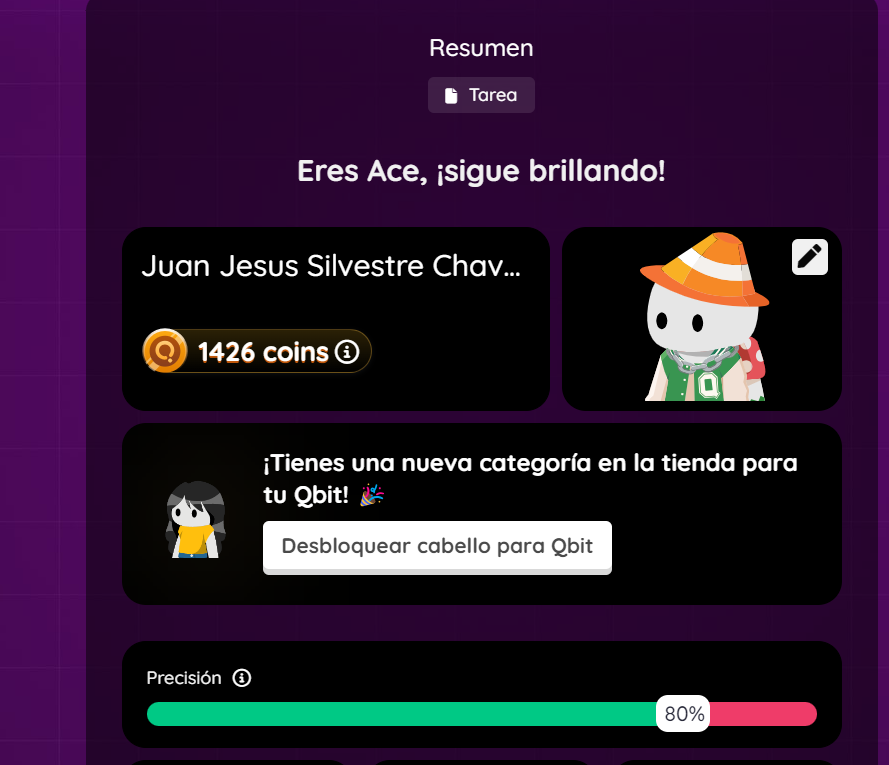 Resumen
Tarea
Eres Ace, ¡sigue brillando!
Juan Jesus Silvestre Chav...
1426 coins
¡Tienes una nueva categoría en la tienda para
tu Qbit! 🎉
Desbloquear cabello para Qbit
Precisión
80%